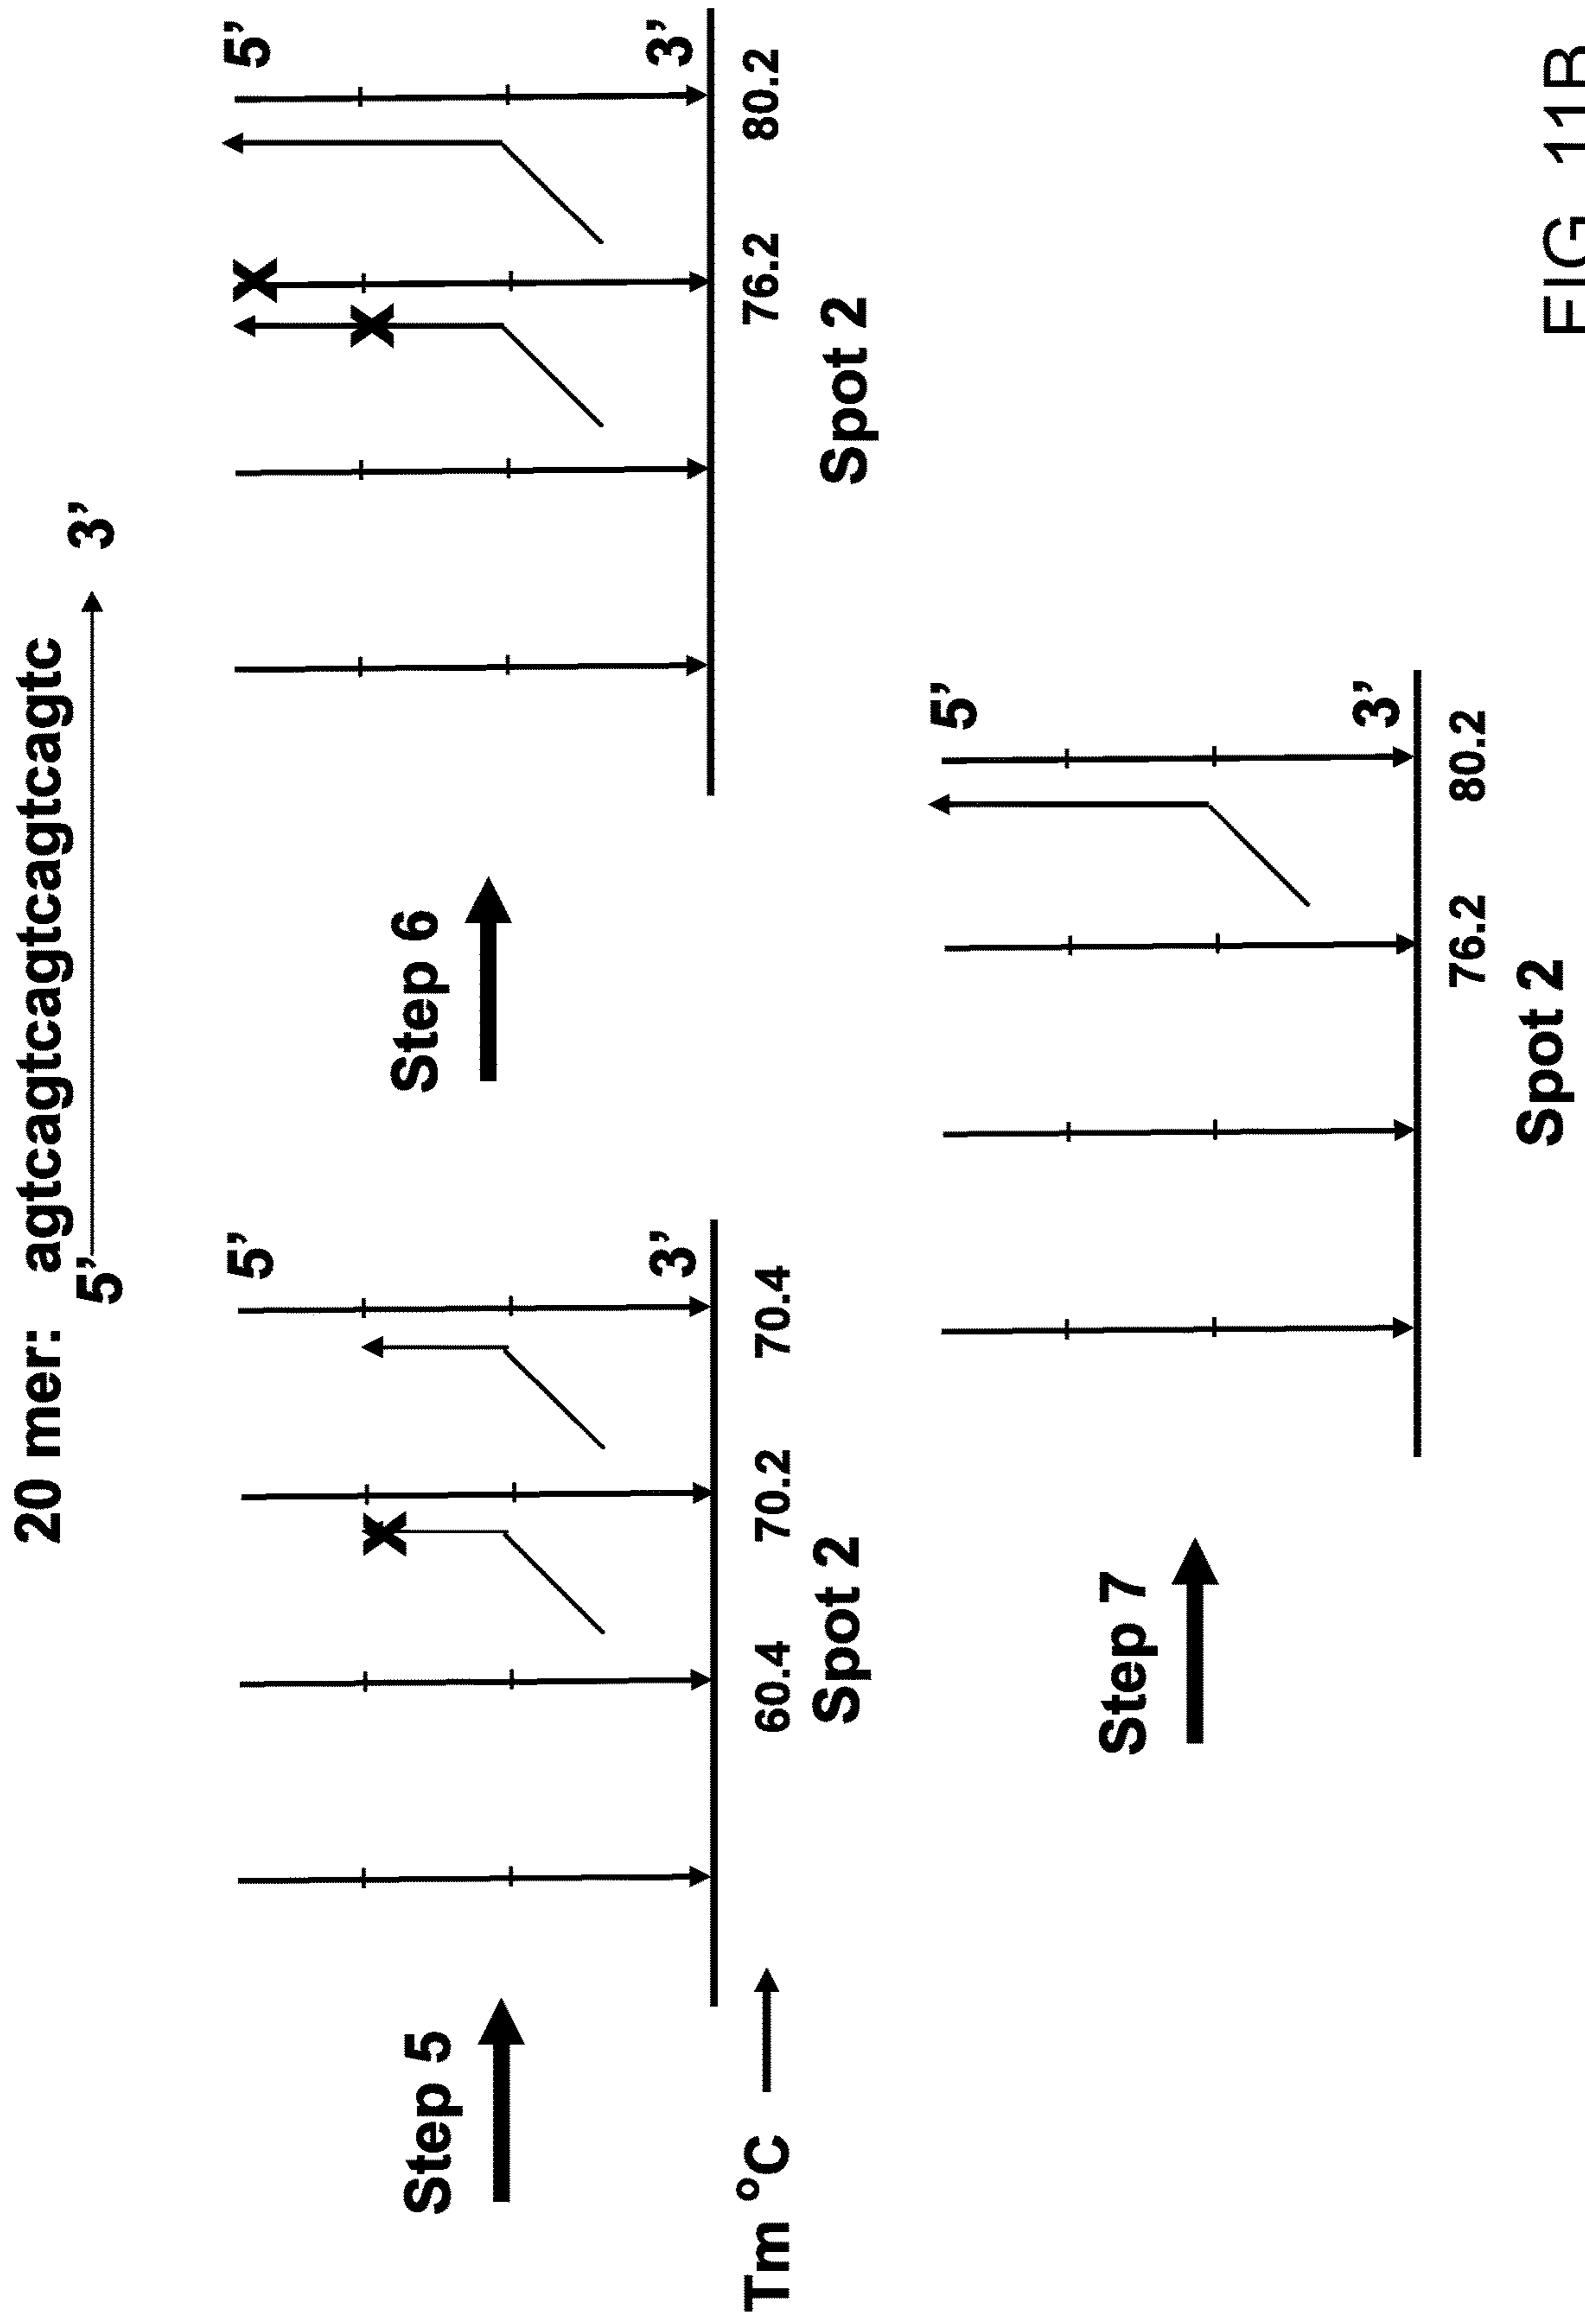 20 mer: agtcagtcagtcagtcagtc
5’ 3’
Step 5
5’
3’
Tm °C
60.4 70.2 70.4
Spot 2
Step 6
5’
3’
76.2 80.2
Spot 2
Step 7
5’
3’
76.2 80.2
Spot 2
FIG 11B